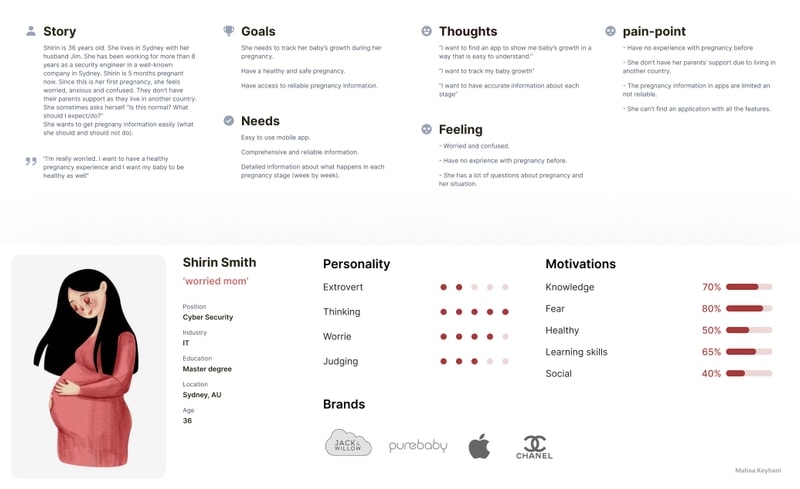 Story
Shirin is 36 years old. She lives in Sydney with her
husband Jim. She has been working for more than 8
years as a security engineer in a well-known
company in Sydney. Shirin is 5 months pregnant
now. Since this is her first pregnancy, she feels
worried, anxious and confused. They don't have
their parents support as they live in another country.
She sometimes asks herself "Is this normal? What
should I expect/do?"
She wants to get pregnany information easily (what
she should and should not do).
"I'm really worried. I want to have a healthy
pregnancy experience and I want my baby to be
healthy as well"
Goals
She needs to track her baby's growth during her
pregnancy.
Have a healthy and safe pregnancy.
Have access to reliable pregnancy information.
Needs
Easy to use mobile app.
Comprehensive and reliable information.
Detailed information about what happens in each
pregnancy stage (week by week).
Thoughts
"I want to find an app to show me baby's growth in a
way that is easy to understand."
"I want to track my baby growth"
"I want to have accurate information about each
stage"
Feeling
- Worried and confused.
- Have no exprience with pregnancy before.
- She has a lot of questions about pregnancy and
her situation.
pain-point
- Have no experience with pregnancy before
- She don't have her parents' support due to living in
another country.
- The pregnancy information in apps are limited an
not reliable.
- She can't find an application with all the features.
Shirin Smith
'worried mom'
Position
Cyber Security
Industry
IT
Education
Master degree
Location
Sydney, AU
Age
36
Personality
Extrovert
Thinking
Worrie
Judging
Brands
JACK &
WILLOW
purebaby
CHANEL
Motivations
Knowledge 70%
Fear 80%
Healthy 50%
Learning skills 65%
Social 40%
Mahsa Keyhani